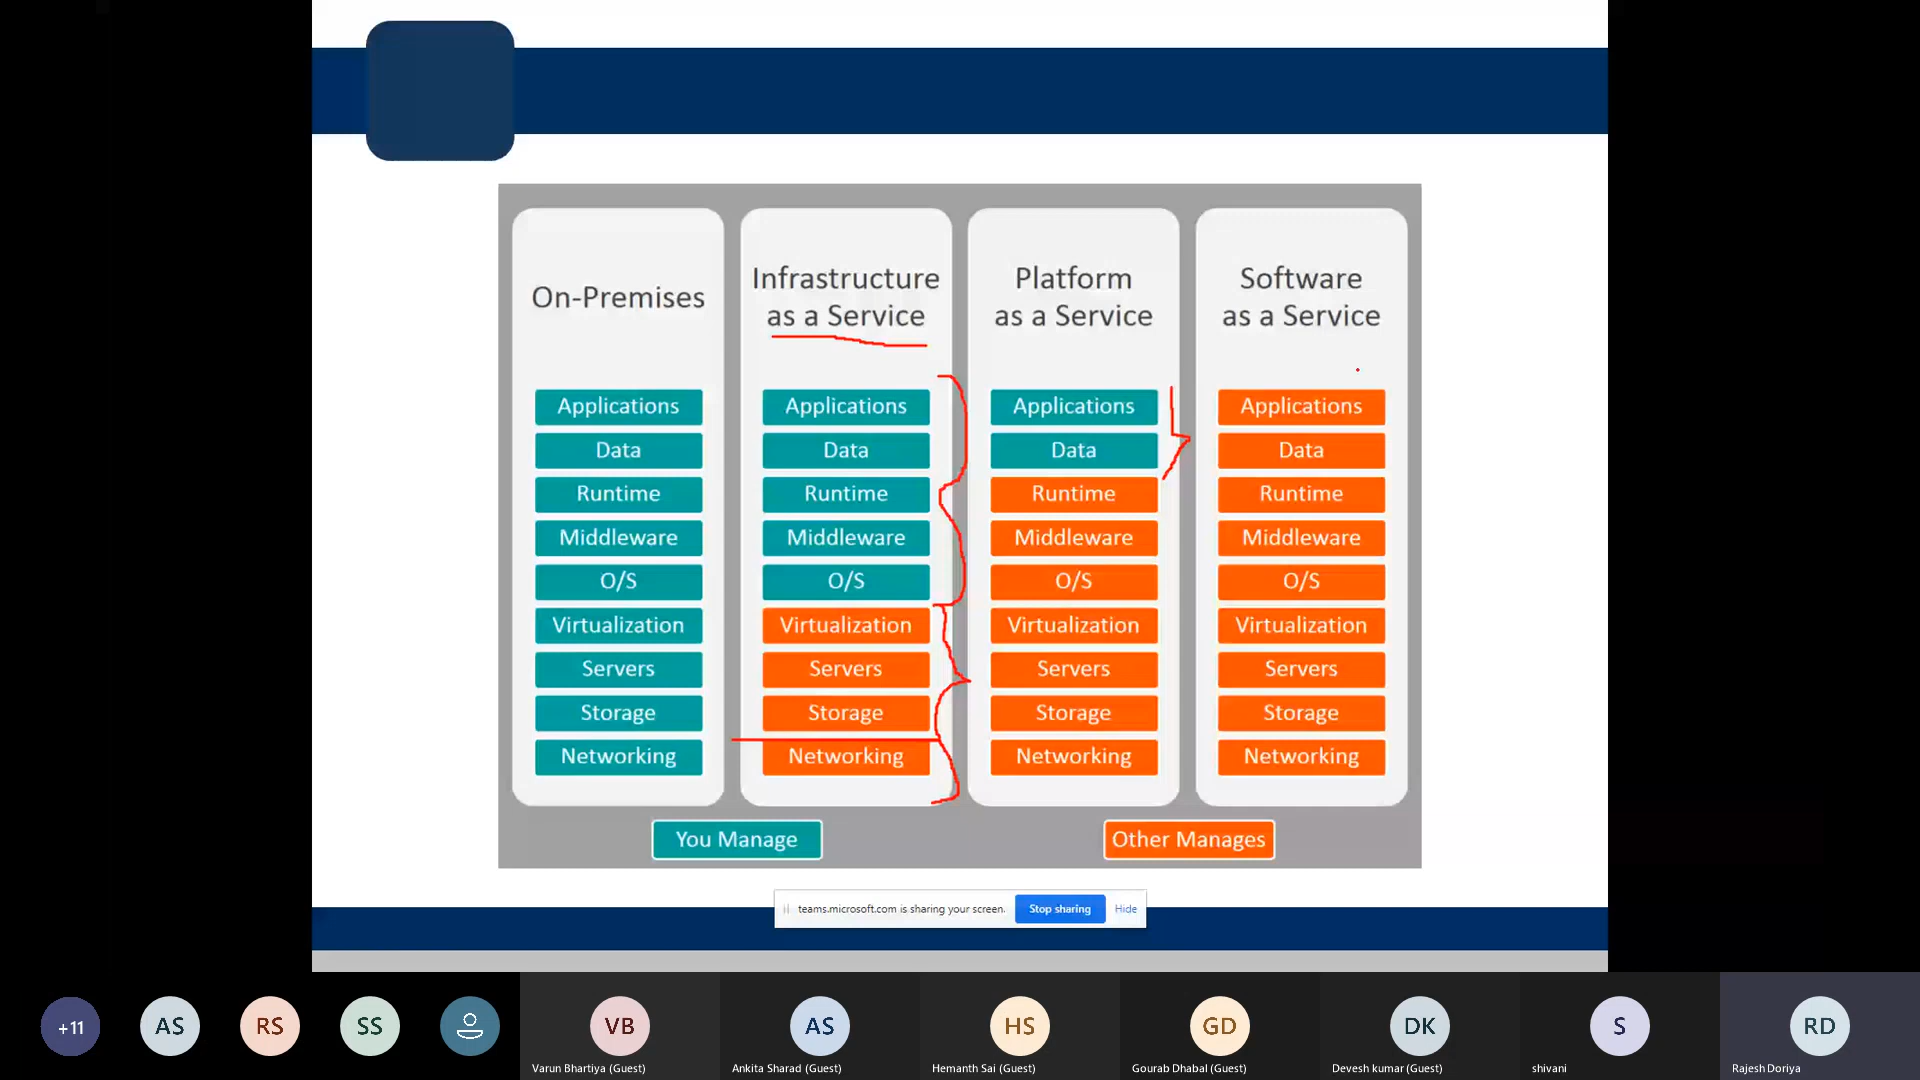 On-Premises
Infrastructure
as a Service
Platform
as a Service
Software
as a Service
Applications
Data
Runtime
Middleware
O/S
Virtualization
Servers
Storage
Networking
Applications
Data
Runtime
Middleware
O/S
Virtualization
Servers
Storage
Networking
Applications
Data
Runtime
Middleware
O/S
Virtualization
Servers
Storage
Networking
Applications
Data
Runtime
Middleware
O/S
Virtualization
Servers
Storage
Networking
You Manage
Other Manages
teams.microsoft.com is sharing your screen.
Stop sharing
Hide
+11
AS
RS
SS
VB
Varun Bhartiya (Guest)
AS
Ankita Sharad (Guest)
HS
Hemanth Sai (Guest)
GD
Gourab Dhabal (Guest)
DK
Devesh kumar (Guest)
S
shivani
RD
Rajesh Doriya